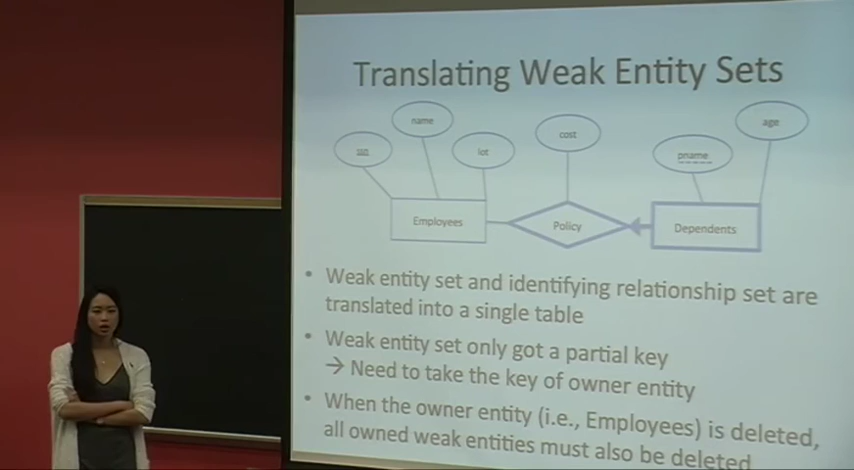 Translating Weak Entity Sets
name
age
cost
ssn
lot
pname
Employees
Policy
Dependents
• Weak entity set and identifying relationship set are
translated into a single table
• Weak entity set only got a partial key
→ Need to take the key of owner entity
• When the owner entity (i.e., Employees) is deleted,
all owned weak entities must also be deleted